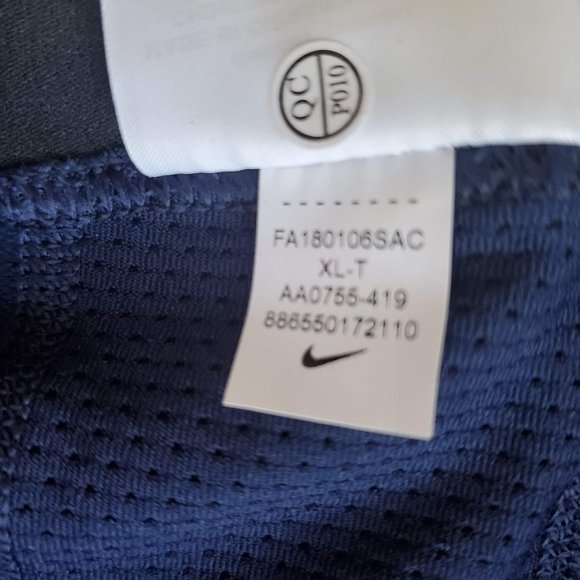 QC
P010
--------
FA180106SAC
XL-T
AA0755-419
886550172110